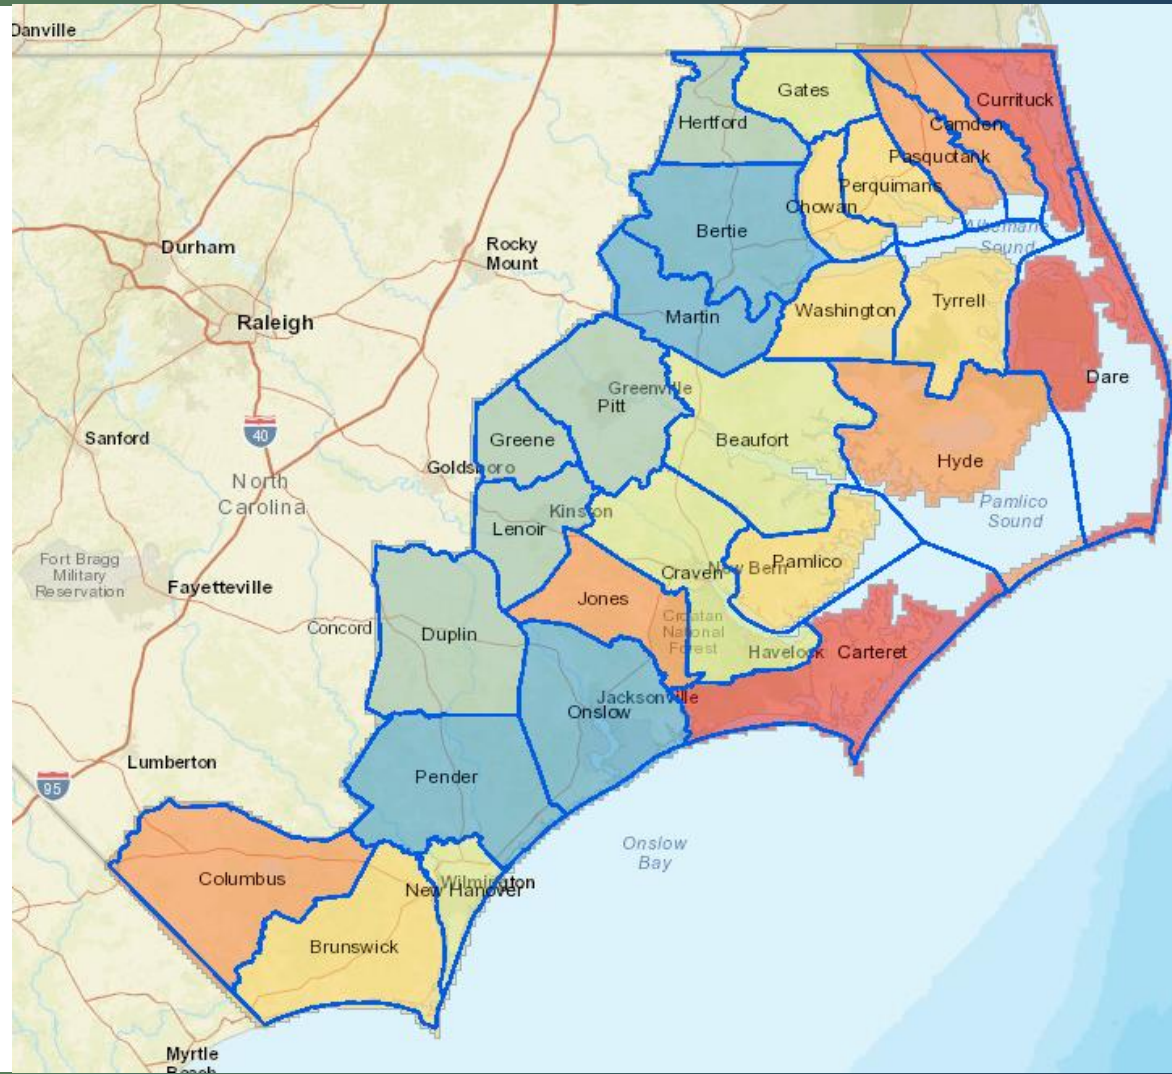 Danville
Gates
Currituck
Hertford
Camden
Pasquotank
Perquimans
Chowan
Albemarle
Sound
Bertie
Durham
Rocky
Mount
Tyrrell
Washington
Martin
Raleigh
Dare
Greenville
Pitt
40
Sanford
Greene
Beaufort
Goldsboro
Hyde
North
Carolina
Pamlico
Sound
Kinston
Lenoir
Fort Bragg
Military
Reservation
Fayetteville
New Bern
Craven
Pamlico
Jones
Croatan
National
Forest
Concord
Duplin
Havelock
Carteret
Jacksonville
Onslow
Lumberton
Pender
95
Onslow
Bay
Columbus
Wilmington
New Hanover
Brunswick
Myrtle
Beach